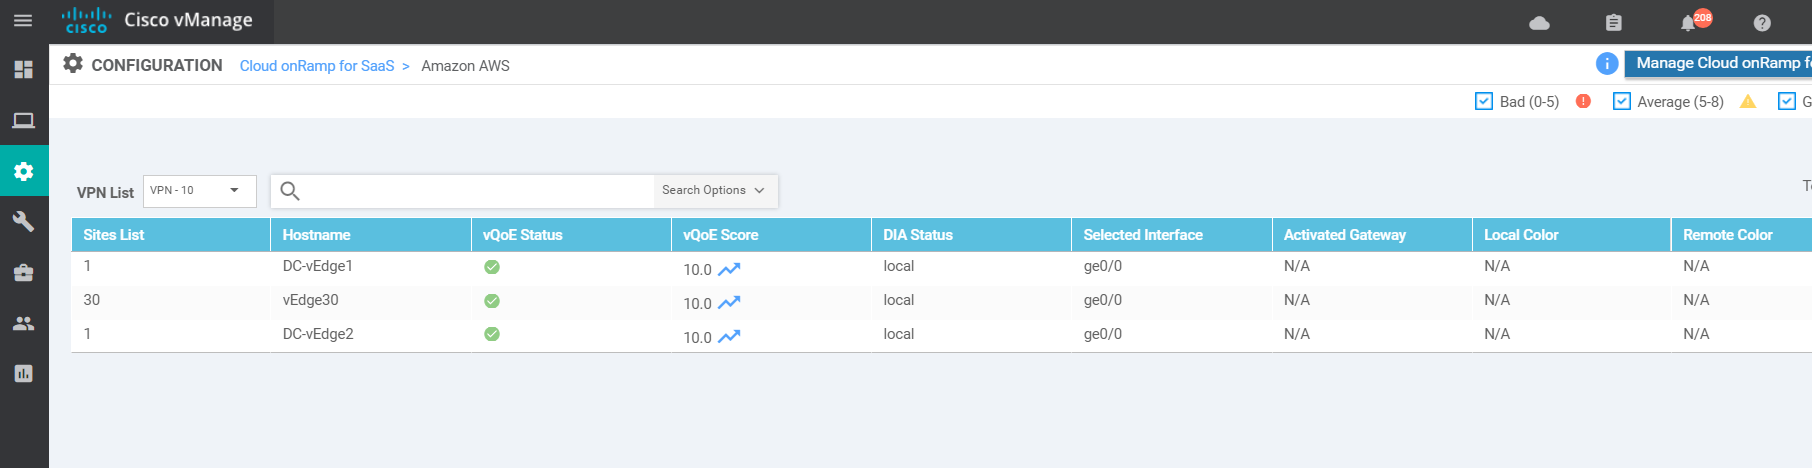 cisco Cisco vManage 208
CONFIGURATION Cloud onRamp for SaaS > Amazon AWS Manage Cloud onRamp
Bad (0-5) Average (5-8)
VPN List VPN - 10 Search Options
Sites List Hostname vQoE Status vQoE Score DIA Status Selected Interface Activated Gateway Local Color Remote Color
1 DC-vEdge1 10.0 local ge0/0 N/A N/A N/A
30 vEdge30 10.0 local ge0/0 N/A N/A N/A
1 DC-vEdge2 10.0 local ge0/0 N/A N/A N/A